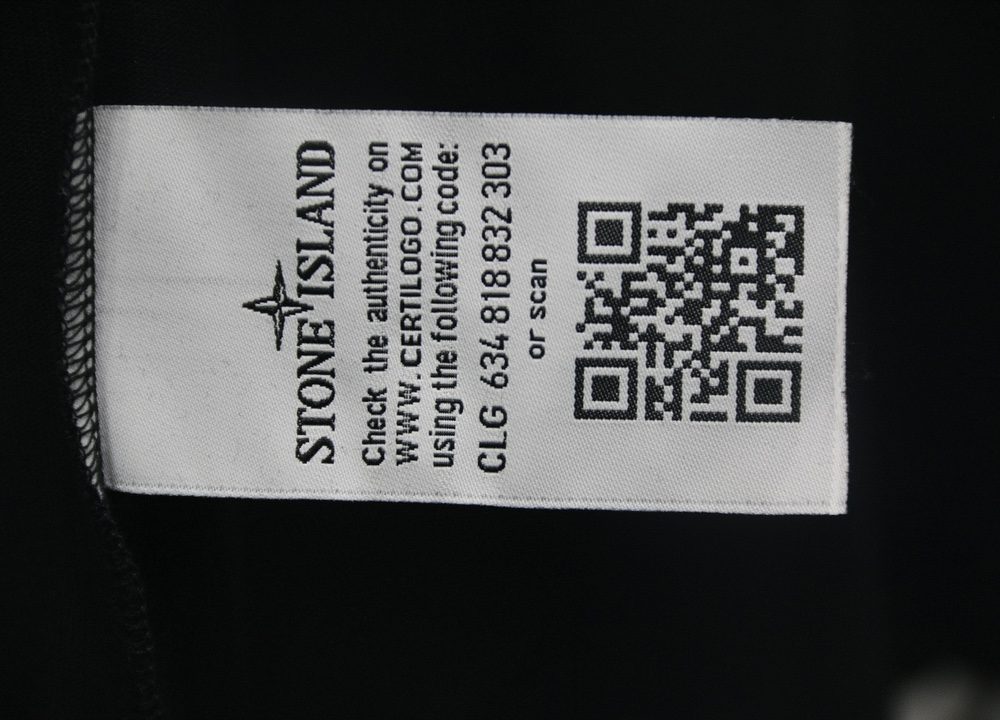 STONE ISLAND
Check the authenticity on
WWW.CERTILOGO.COM
using the following code:
CLG 634 818 832 303
or scan